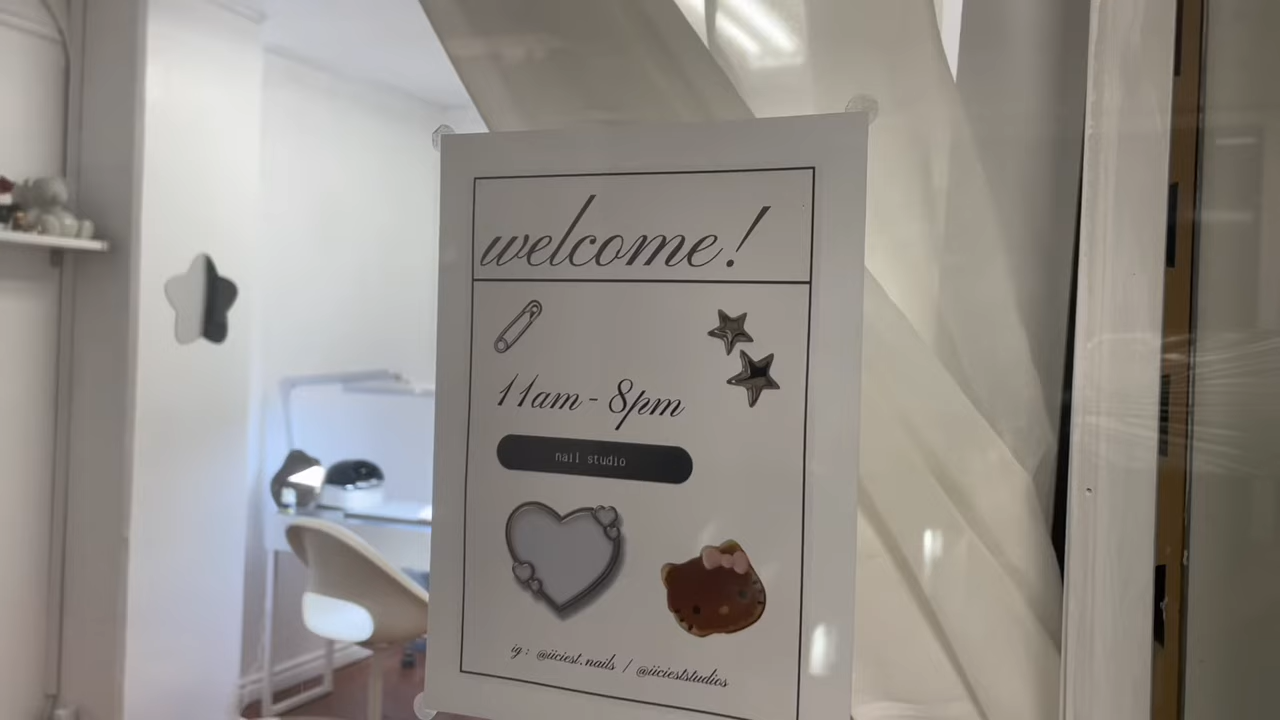 welcome!
11am - 8pm
nail studio
ig : @iiciest.nails / @iicieststudios